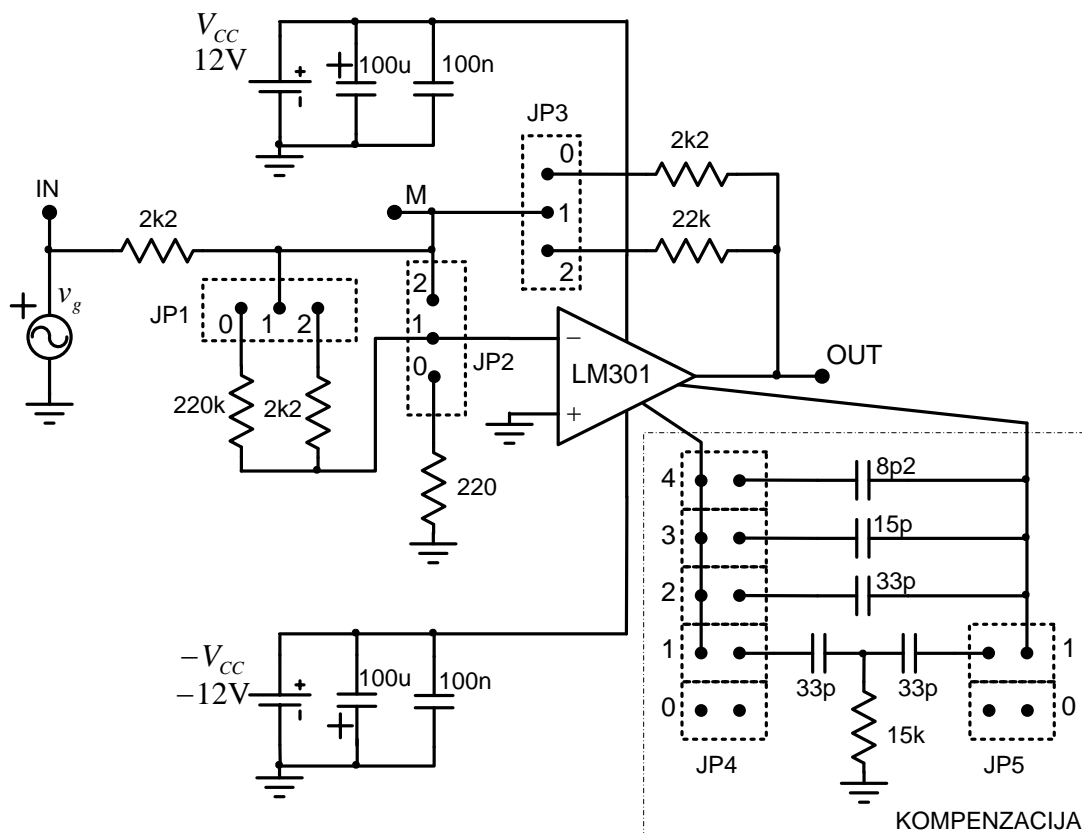 V_CC
12V
+
100u
100n
JP3
0
2k2
IN
M
2k2
1
22k
2
+
v_g
JP1
0 1 2
2
1
0
JP2
−
LM301
+
OUT
220k
2k2
220
4
8p2
3
15p
2
33p
1
33p
33p
1
0
15k
0
JP4
JP5
−V_CC
−12V
100u
100n
+
KOMPENZACIJA